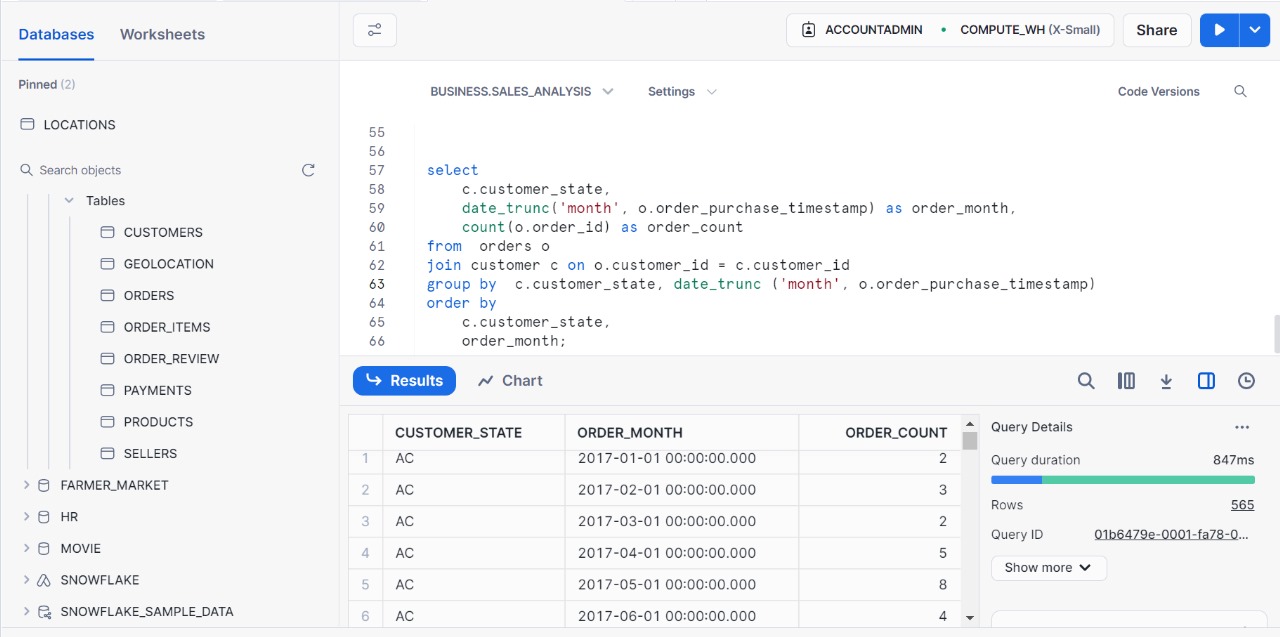 Databases Worksheets
Pinned (2)
LOCATIONS
Search objects
Tables
CUSTOMERS
GEOLOCATION
ORDERS
ORDER_ITEMS
ORDER_REVIEW
PAYMENTS
PRODUCTS
SELLERS
FARMER_MARKET
HR
MOVIE
SNOWFLAKE
SNOWFLAKE_SAMPLE_DATA
ACCOUNTADMIN • COMPUTE_WH (X-Small) Share
BUSINESS.SALES_ANALYSIS Settings Code Versions
55
56
57 select
58 c.customer_state,
59 date_trunc('month', o.order_purchase_timestamp) as order_month,
60 count(o.order_id) as order_count
61 from orders o
62 join customer c on o.customer_id = c.customer_id
63 group by c.customer_state, date_trunc ('month', o.order_purchase_timestamp)
64 order by
65 c.customer_state,
66 order_month;
Results Chart
CUSTOMER_STATE ORDER_MONTH ORDER_COUNT
1 AC 2017-01-01 00:00:00.000 2
2 AC 2017-02-01 00:00:00.000 3
3 AC 2017-03-01 00:00:00.000 2
4 AC 2017-04-01 00:00:00.000 5
5 AC 2017-05-01 00:00:00.000 8
6 AC 2017-06-01 00:00:00.000 4
Query Details ...
Query duration 847ms
Rows 565
Query ID 01b6479e-0001-fa78-0...
Show more